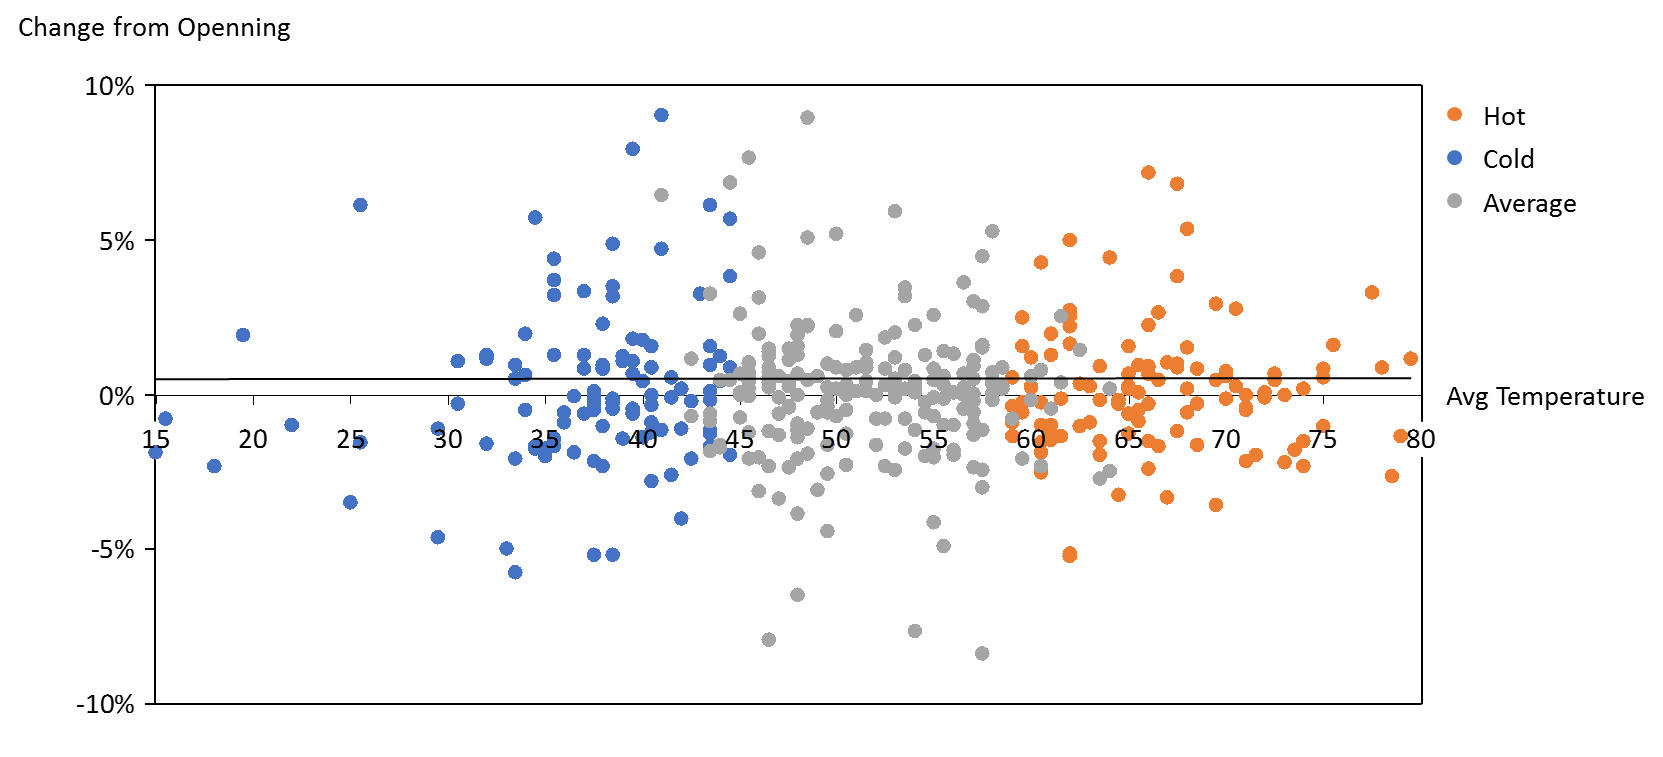 Change from Openning
10%
5%
0%
-5%
-10%
15 20 25 30 35 40 45 50 55 60 65 70 75 80
Avg Temperature
Hot
Cold
Average